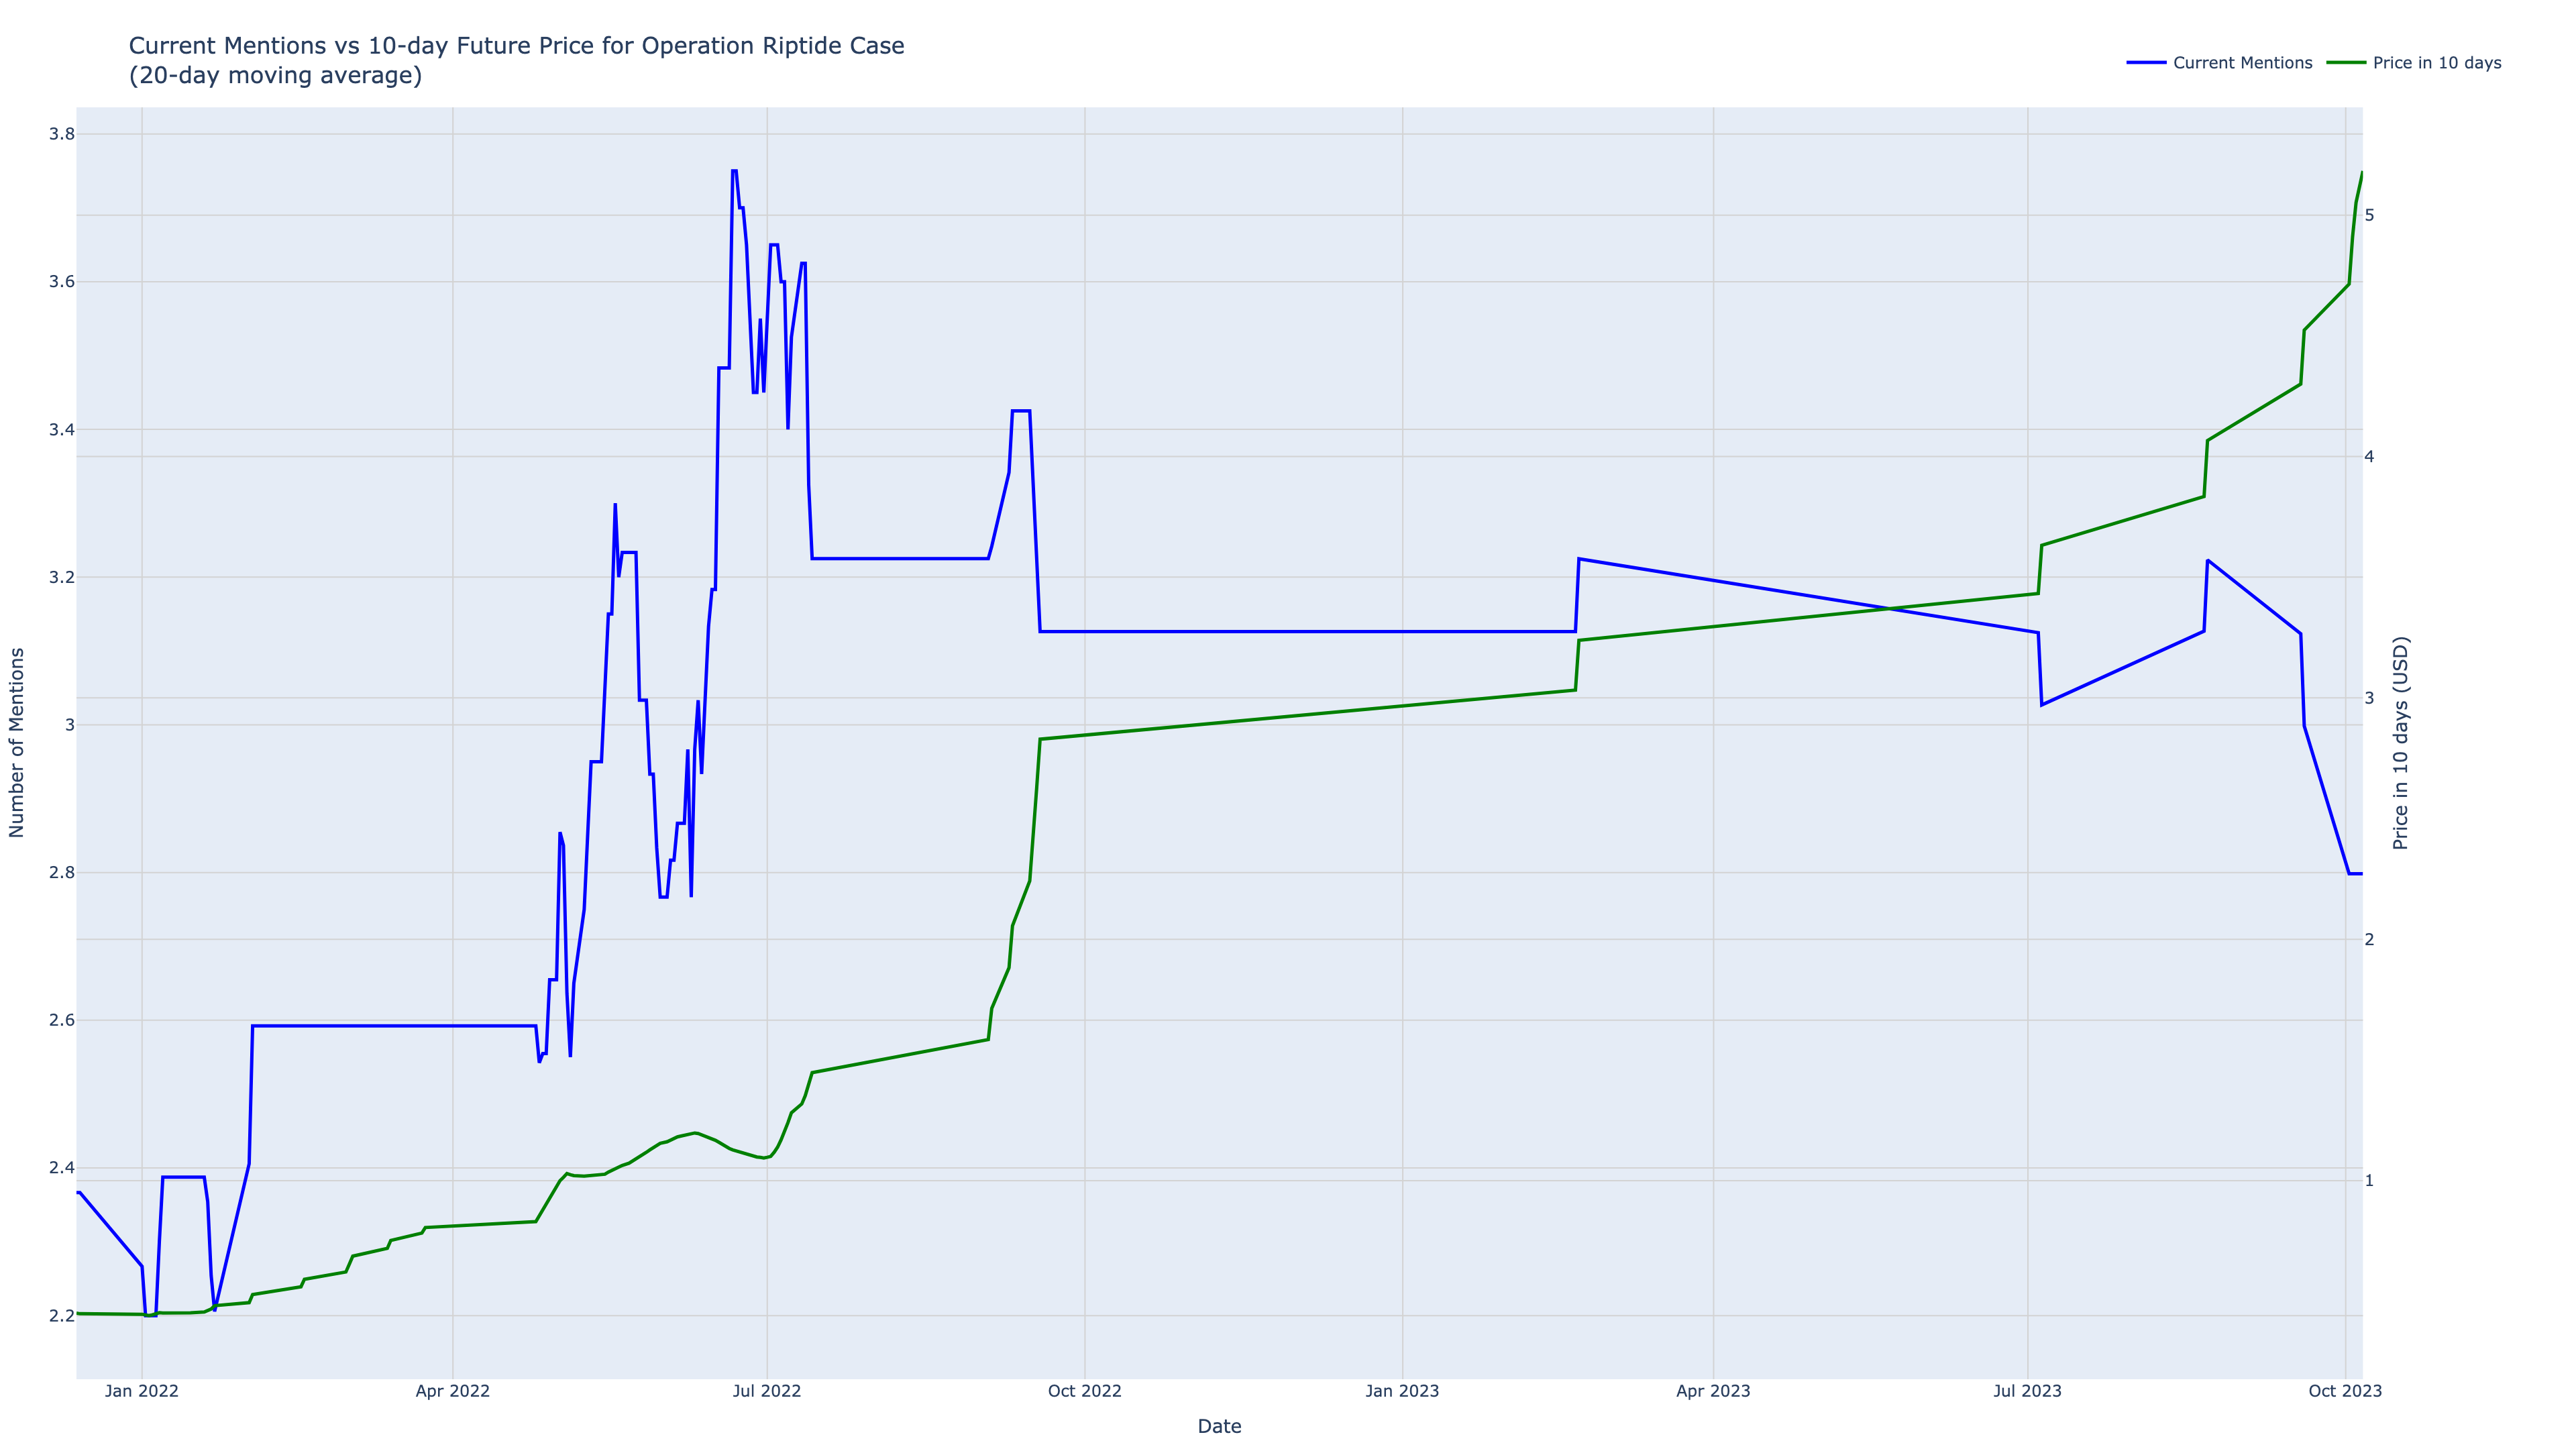 Current Mentions vs 10-day Future Price for Operation Riptide Case
(20-day moving average)
Current Mentions
Price in 10 days
3.8
3.6
3.4
3.2
3
2.8
2.6
2.4
2.2
Number of Mentions
5
4
3
2
1
Price in 10 days (USD)
Jan 2022
Apr 2022
Jul 2022
Oct 2022
Jan 2023
Apr 2023
Jul 2023
Oct 2023
Date